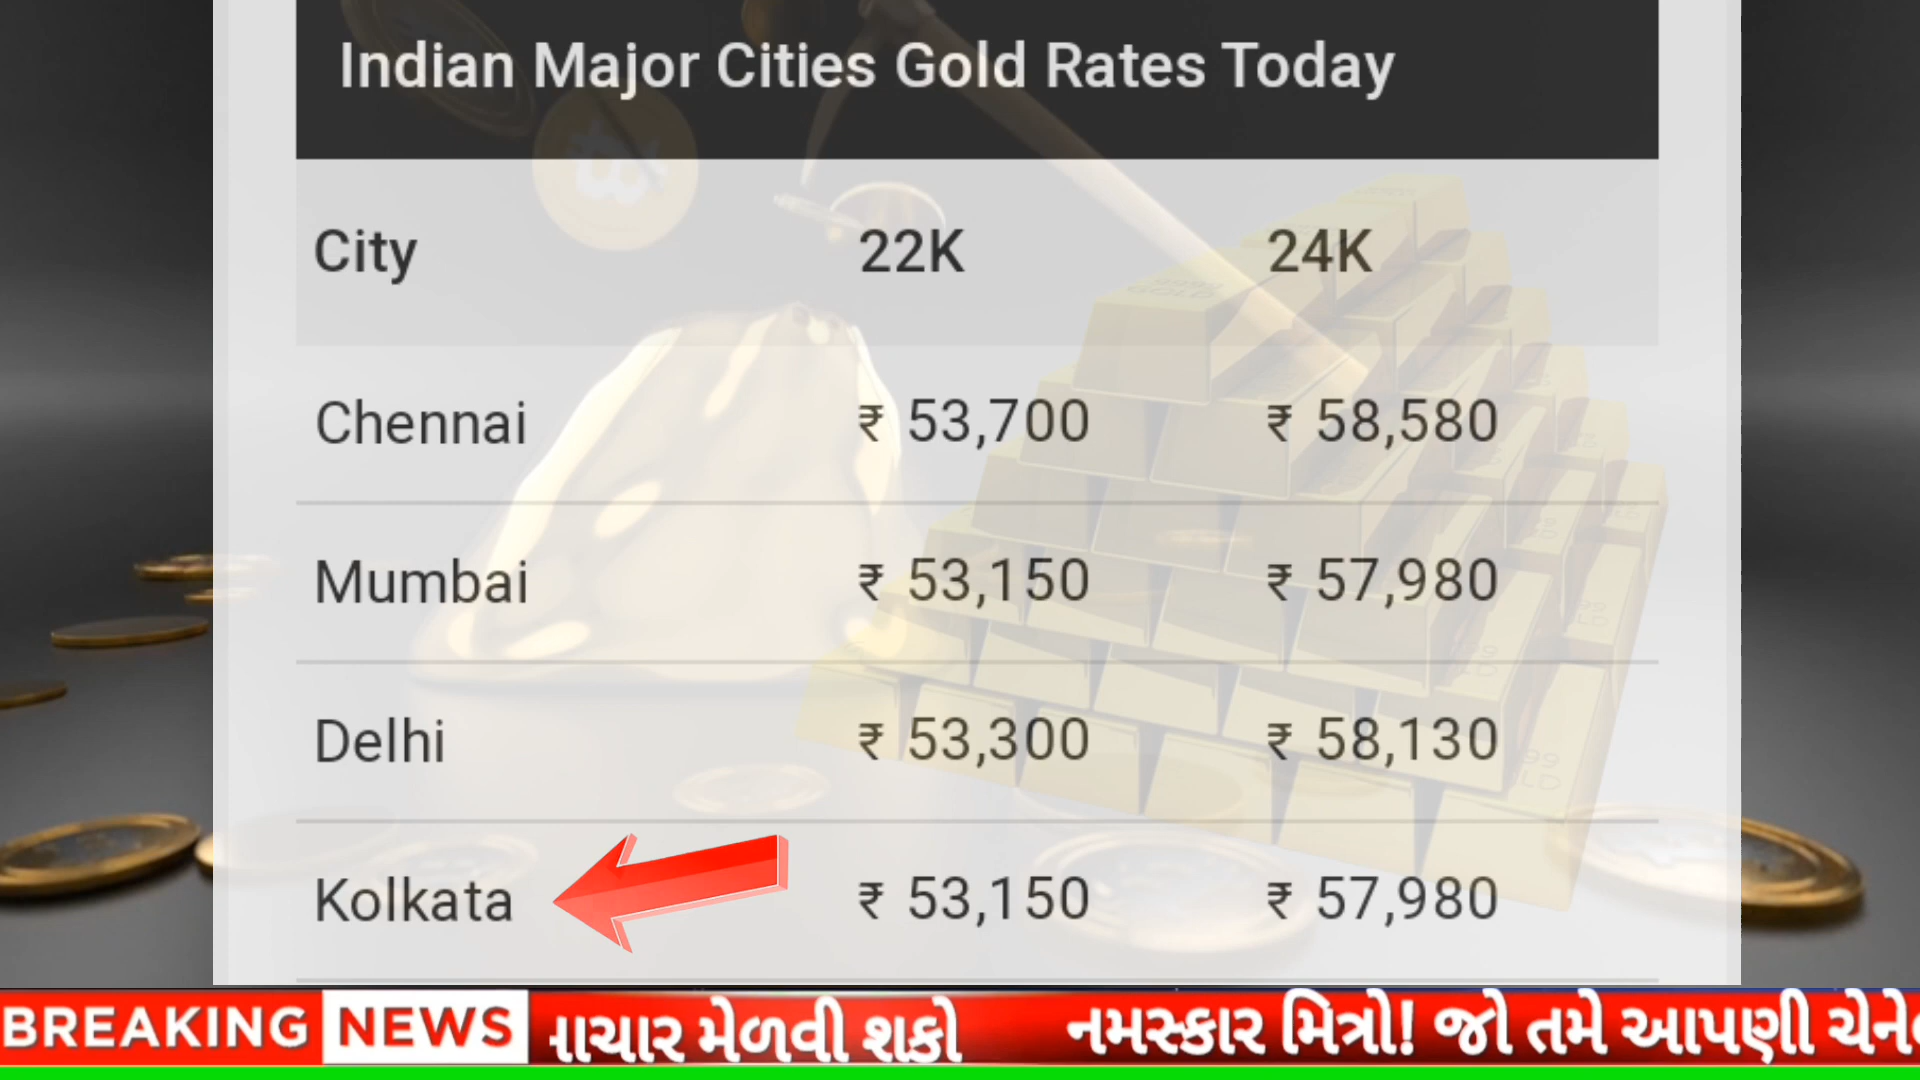 Indian Major Cities Gold Rates Today
City 22K 24K
Chennai ₹ 53,700 ₹ 58,580
Mumbai ₹ 53,150 ₹ 57,980
Delhi ₹ 53,300 ₹ 58,130
Kolkata ₹ 53,150 ₹ 57,980
BREAKING NEWS મેળવી શકો નમસ્કાર મિત્રો! જો તમે આપણી